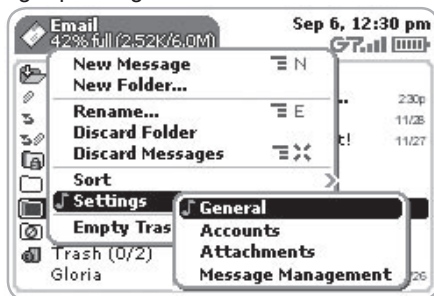 Email
Sep 6, 12:30 pm
42% full (2.52K/6.0M)
G
New Message N
New Folder...
.. 2:30p
Rename... E
11/28
Discard Folder
t! 11/27
Discard Messages
Sort
Settings
General
Empty Tras
Accounts
Trash (0/2)
Attachments
Gloria
Message Management
/26